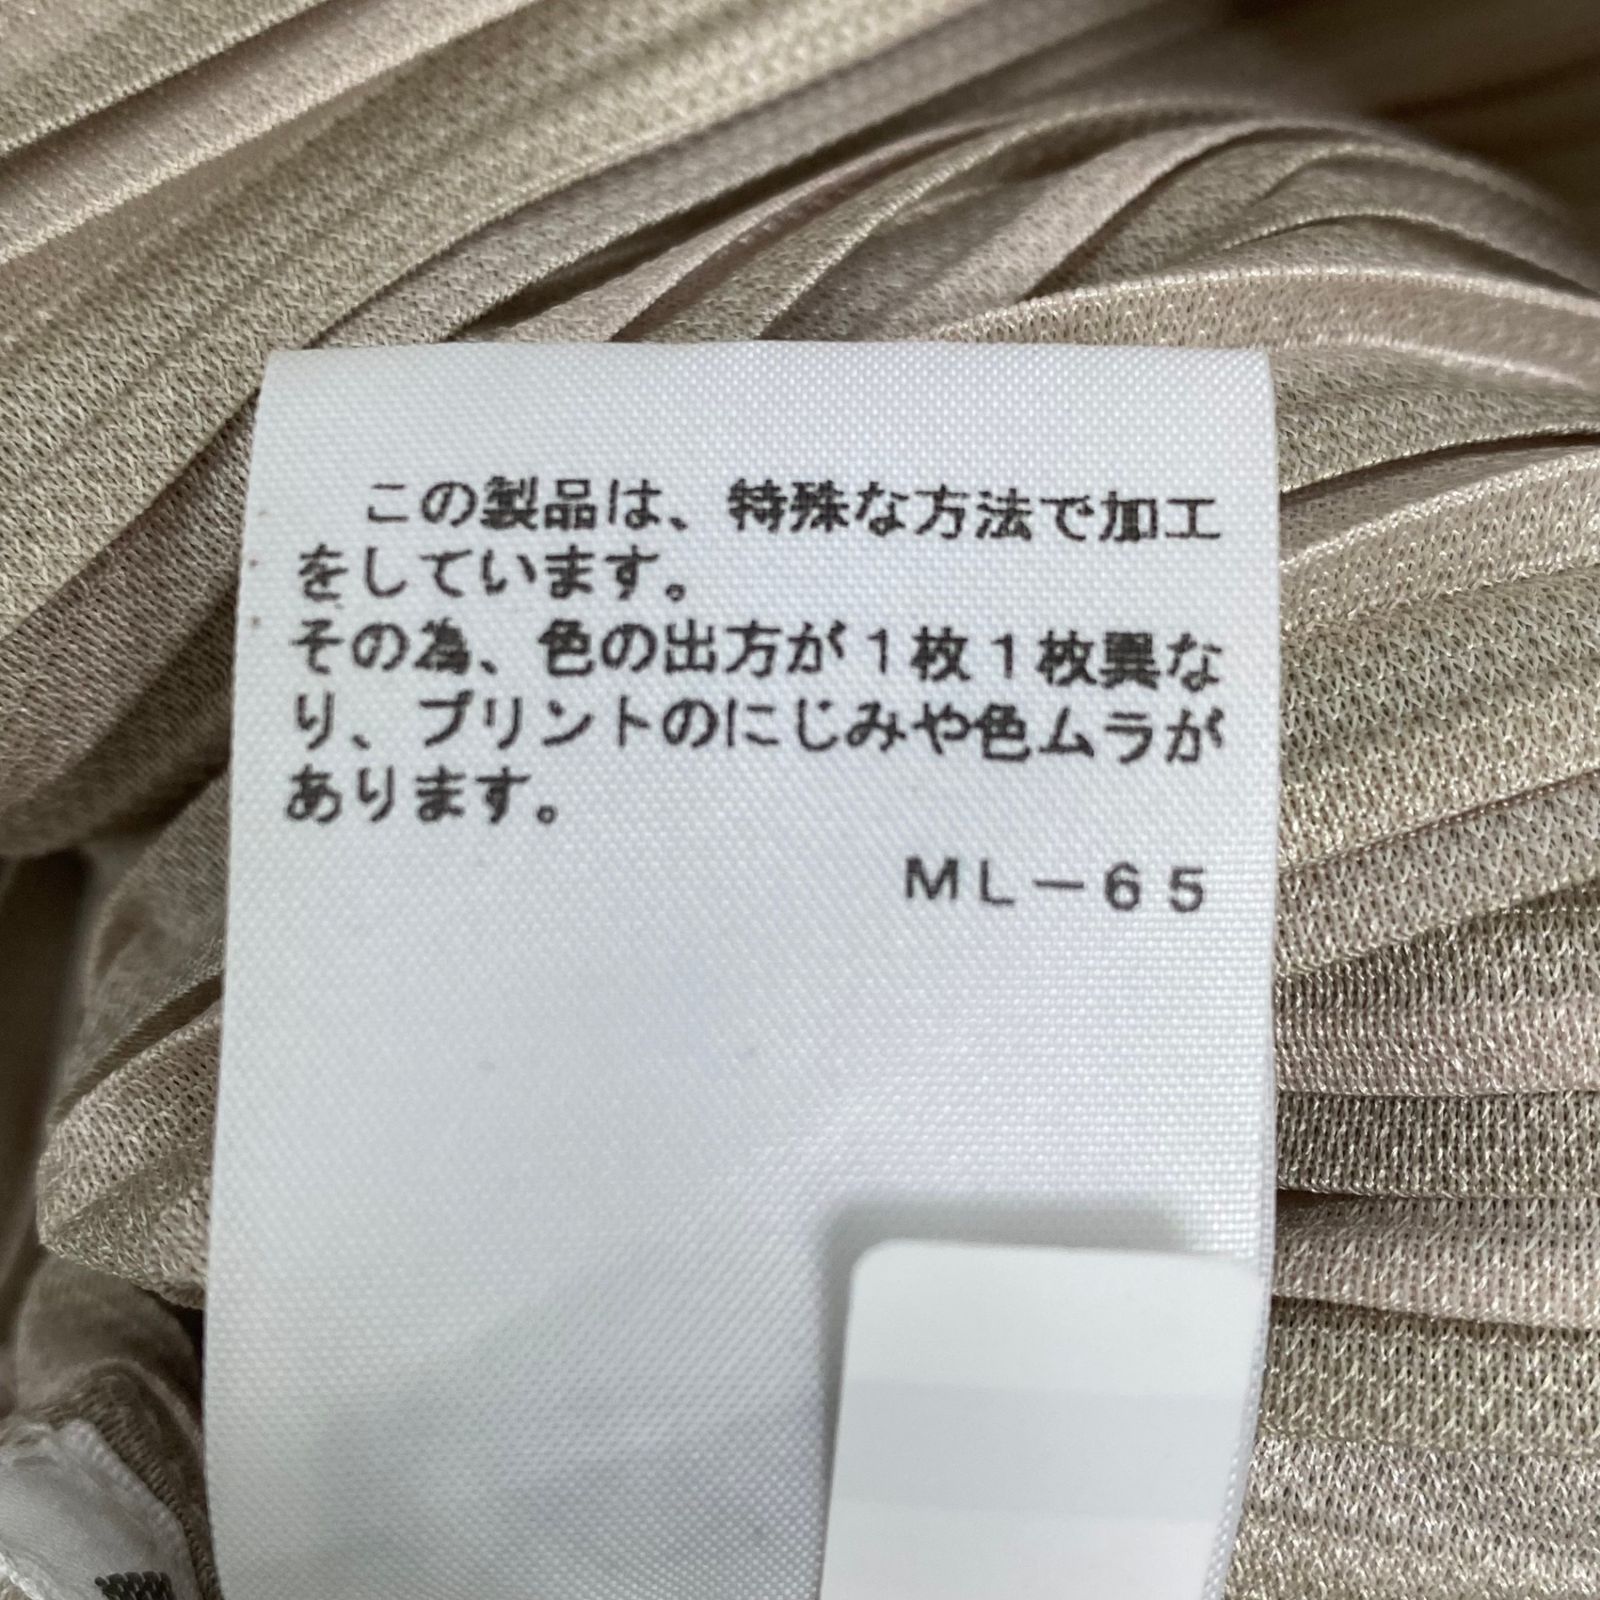 この製品は、特殊な方法で加工
をしています。
その為、色の出方が1枚1枚異な
り、プリントのにじみや色ムラが
あります。
ML-65